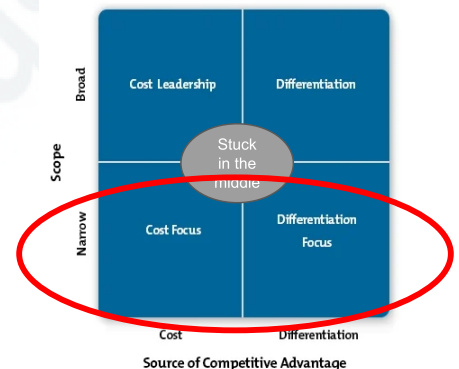 Broad
Cost Leadership
Differentiation
Stuck
in the
middle
Scope
Narrow
Cost Focus
Differentiation
Focus
Cost
Differentiation
Source of Competitive Advantage